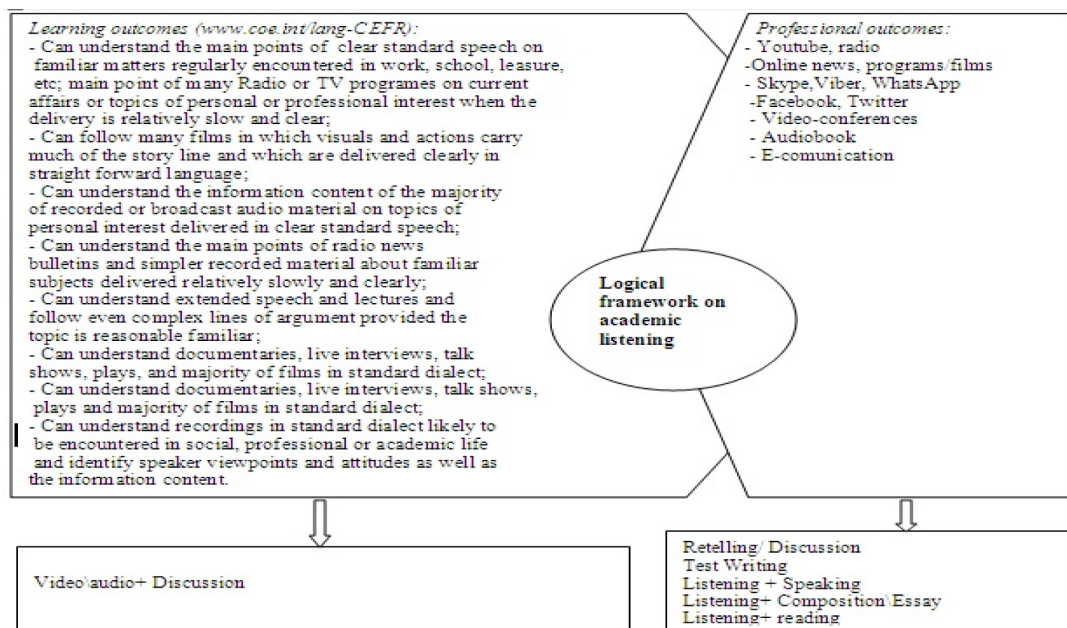 Learning outcomes (www.coe.int/lang-CEFR):
- Can understand the main points of clear standard speech on
familiar matters regularly encountered in work, school, leasure,
etc; main point of many Radio or TV programes on current
affairs or topics of personal or professional interest when the
delivery is relatively slow and clear;
- Can follow many films in which visuals and actions carry
much of the story line and which are delivered clearly in
straight forward language;
- Can understand the information content of the majority
of recorded or broadcast audio material on topics of
personal interest delivered in clear standard speech;
- Can understand the main points of radio news
bulletins and simpler recorded material about familiar
subjects delivered relatively slowly and clearly;
- Can understand extended speech and lectures and
follow even complex lines of argument provided the
topic is reasonable familiar;
- Can understand documentaries, live interviews, talk
shows, plays, and majority of films in standard dialect;
- Can understand documentaries, live interviews, talk shows,
plays and majority of films in standard dialect;
- Can understand recordings in standard dialect likely to
be encountered in social, professional or academic life
and identify speaker viewpoints and attitudes as well as
the information content.
Professional outcomes:
- Youtube, radio
-Online news, programs/films
- Skype,Viber, WhatsApp
-Facebook, Twitter
- Video-conferences
- Audiobook
- E-comunication
Logical
framework on
academic
listening
Video\audio+ Discussion
Retelling/ Discussion
Test Writing
Listening + Speaking
Listening+ Composition\Essay
Listening+ reading